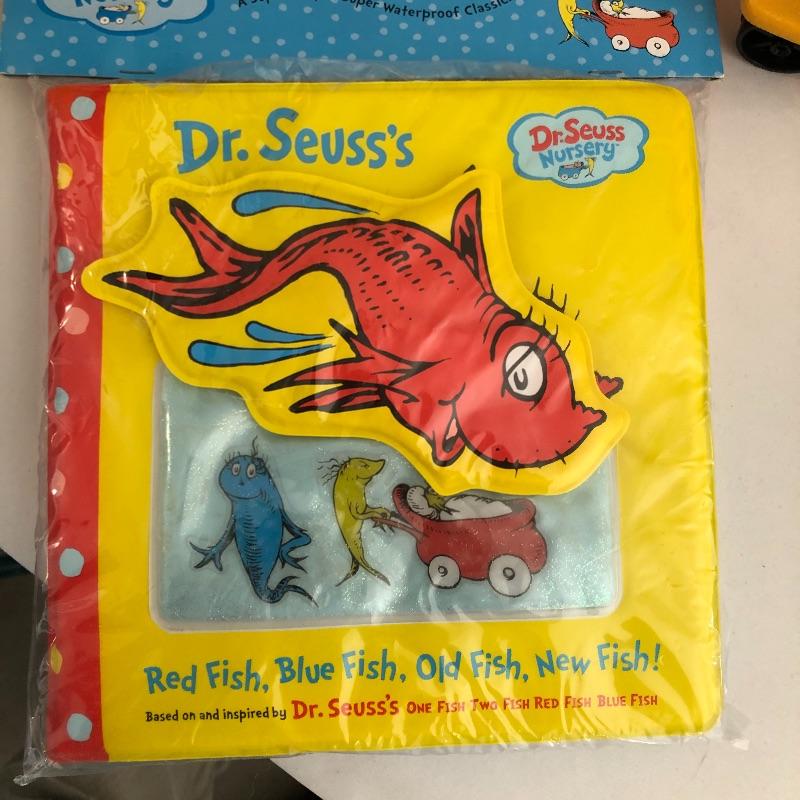 Super Waterproof Classic
Dr. Seuss's
Dr. Seuss
Nursery™
Red Fish, Blue Fish, Old Fish, New Fish!
Based on and inspired by Dr. Seuss's ONE FISH TWO FISH RED FISH BLUE FISH